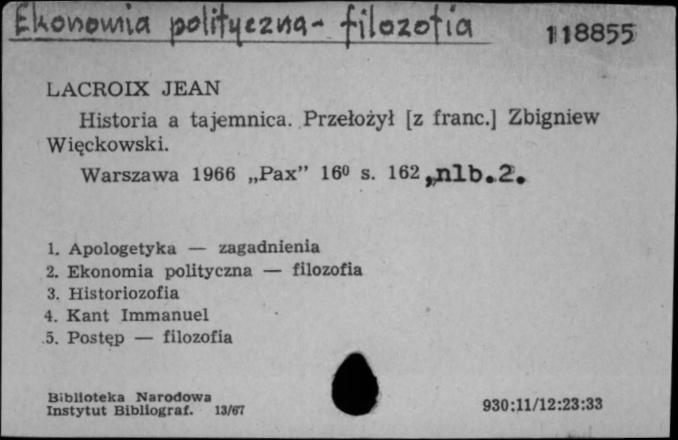 Ekonomia polityczna - filozofia 118855
LACROIX JEAN
Historia a tajemnica. Przełożył [z franc.] Zbigniew
Więckowski.
Warszawa 1966 „Pax” 16⁰ s. 162, nlb. 2.
1. Apologetyka — zagadnienia
2. Ekonomia polityczna — filozofia
3. Historiozofia
4. Kant Immanuel
5. Postęp — filozofia
Biblioteka Narodowa
Instytut Bibliograf. 13/67 930:11/12:23:33